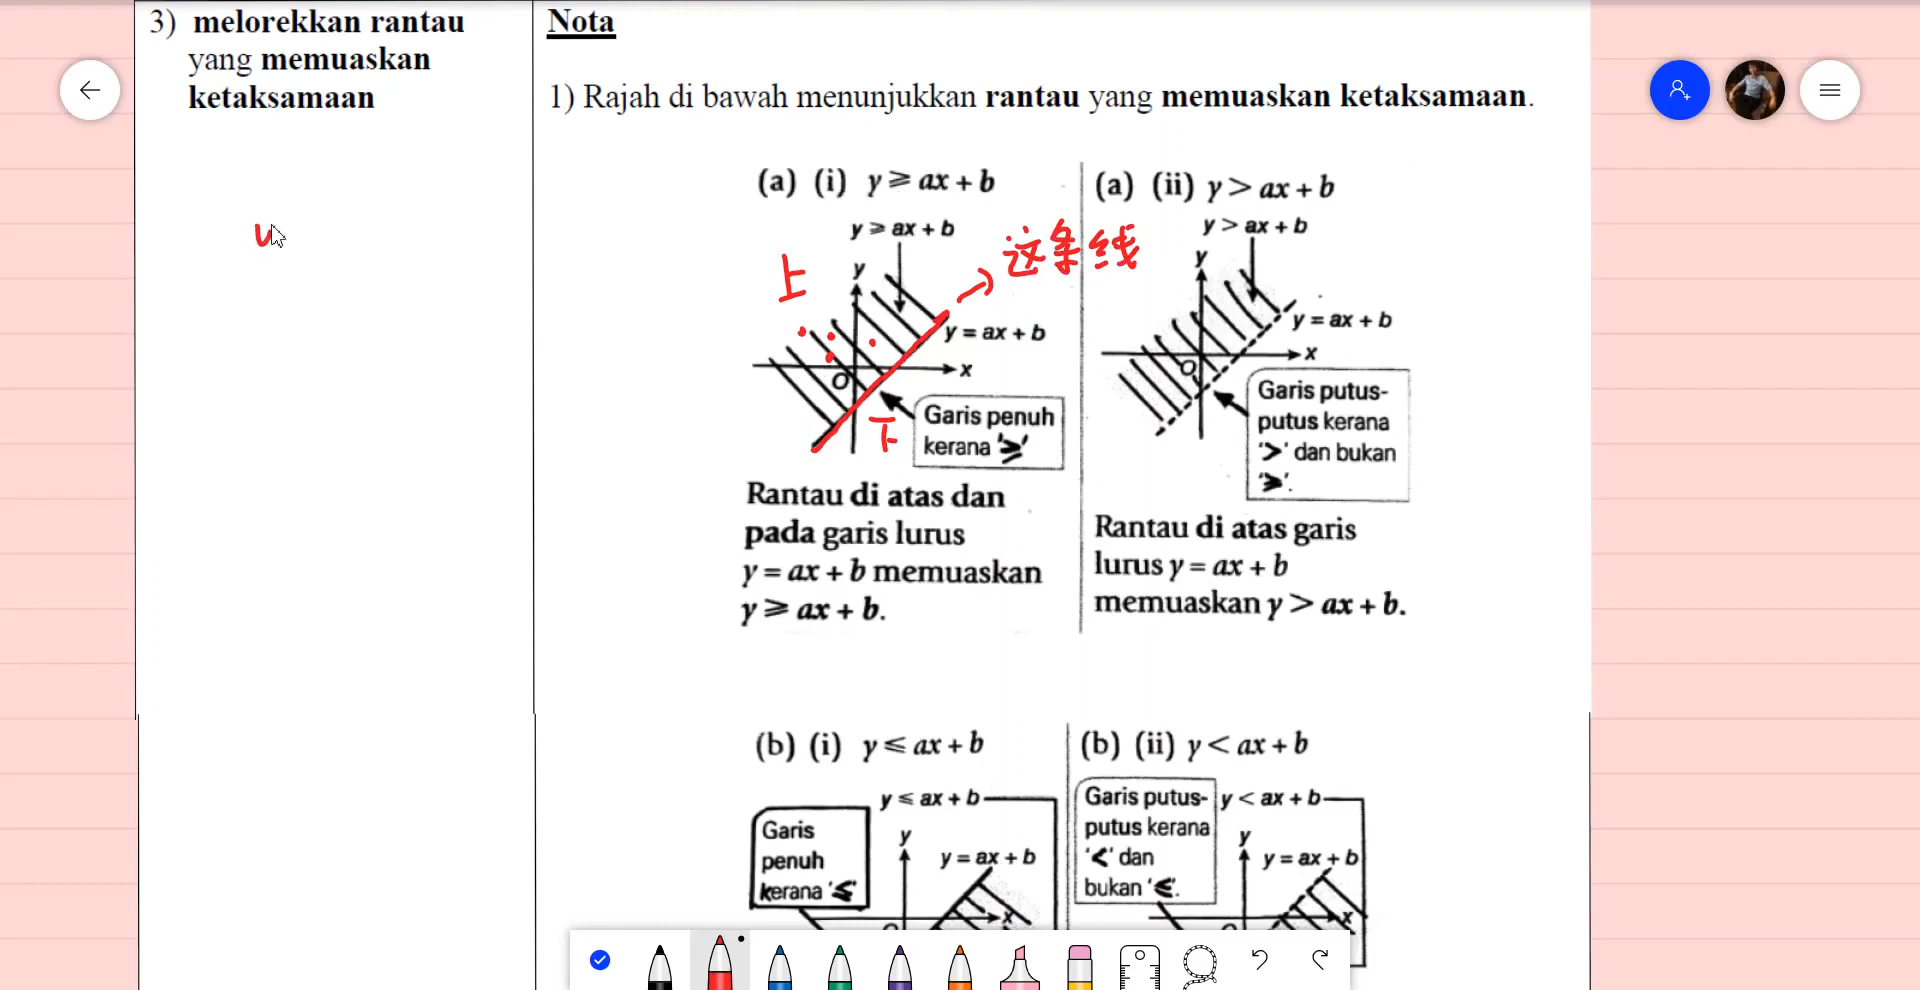 3) melorekkan rantau
yang memuaskan
ketaksamaan
Nota
1) Rajah di bawah menunjukkan rantau yang memuaskan ketaksamaan.
(a) (i) y ⩾ ax + b
y ⩾ ax + b
上
这条线
y
y = ax + b
x
O
下
Garis penuh
kerana '⩾'
Rantau di atas dan
pada garis lurus
y = ax + b memuaskan
y ⩾ ax + b.
(a) (ii) y > ax + b
y > ax + b
y
y = ax + b
x
O
Garis putus-
putus kerana
'>' dan bukan
'⩾'.
Rantau di atas garis
lurus y = ax + b
memuaskan y > ax + b.
(b) (i) y ⩽ ax + b
y ⩽ ax + b
Garis
penuh
kerana '⩽'
y
y = ax + b
x
(b) (ii) y < ax + b
Garis putus-
putus kerana
'<' dan
bukan '⩽'.
y < ax + b
y
y = ax + b
x